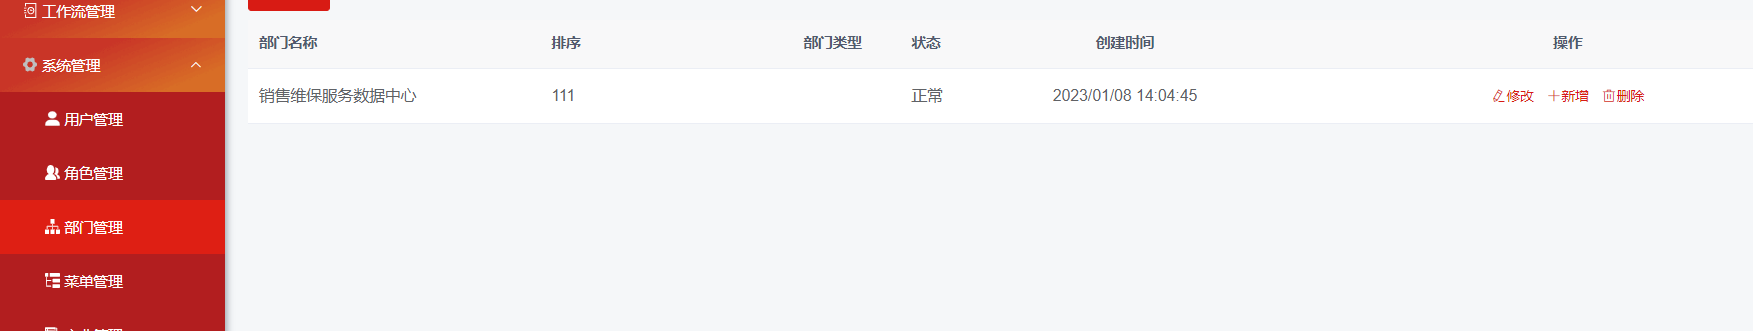 工作流管理
系统管理
用户管理
角色管理
部门管理
菜单管理
部门名称 排序 部门类型 状态 创建时间 操作
销售维保服务数据中心 111 正常 2023/01/08 14:04:45 修改 新增 删除